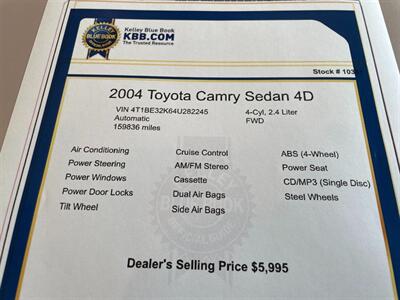 Kelley Blue Book
KBB.COM
The Trusted Resource
KELLEY
BLUE BOOK
Stock # 103
2004 Toyota Camry Sedan 4D
VIN 4T1BE32K64U282245
4-Cyl, 2.4 Liter
Automatic
FWD
159836 miles
Air Conditioning
Cruise Control
ABS (4-Wheel)
Power Steering
AM/FM Stereo
Power Seat
Power Windows
Cassette
CD/MP3 (Single Disc)
Power Door Locks
Dual Air Bags
Steel Wheels
Tilt Wheel
Side Air Bags
Dealer's Selling Price $5,995